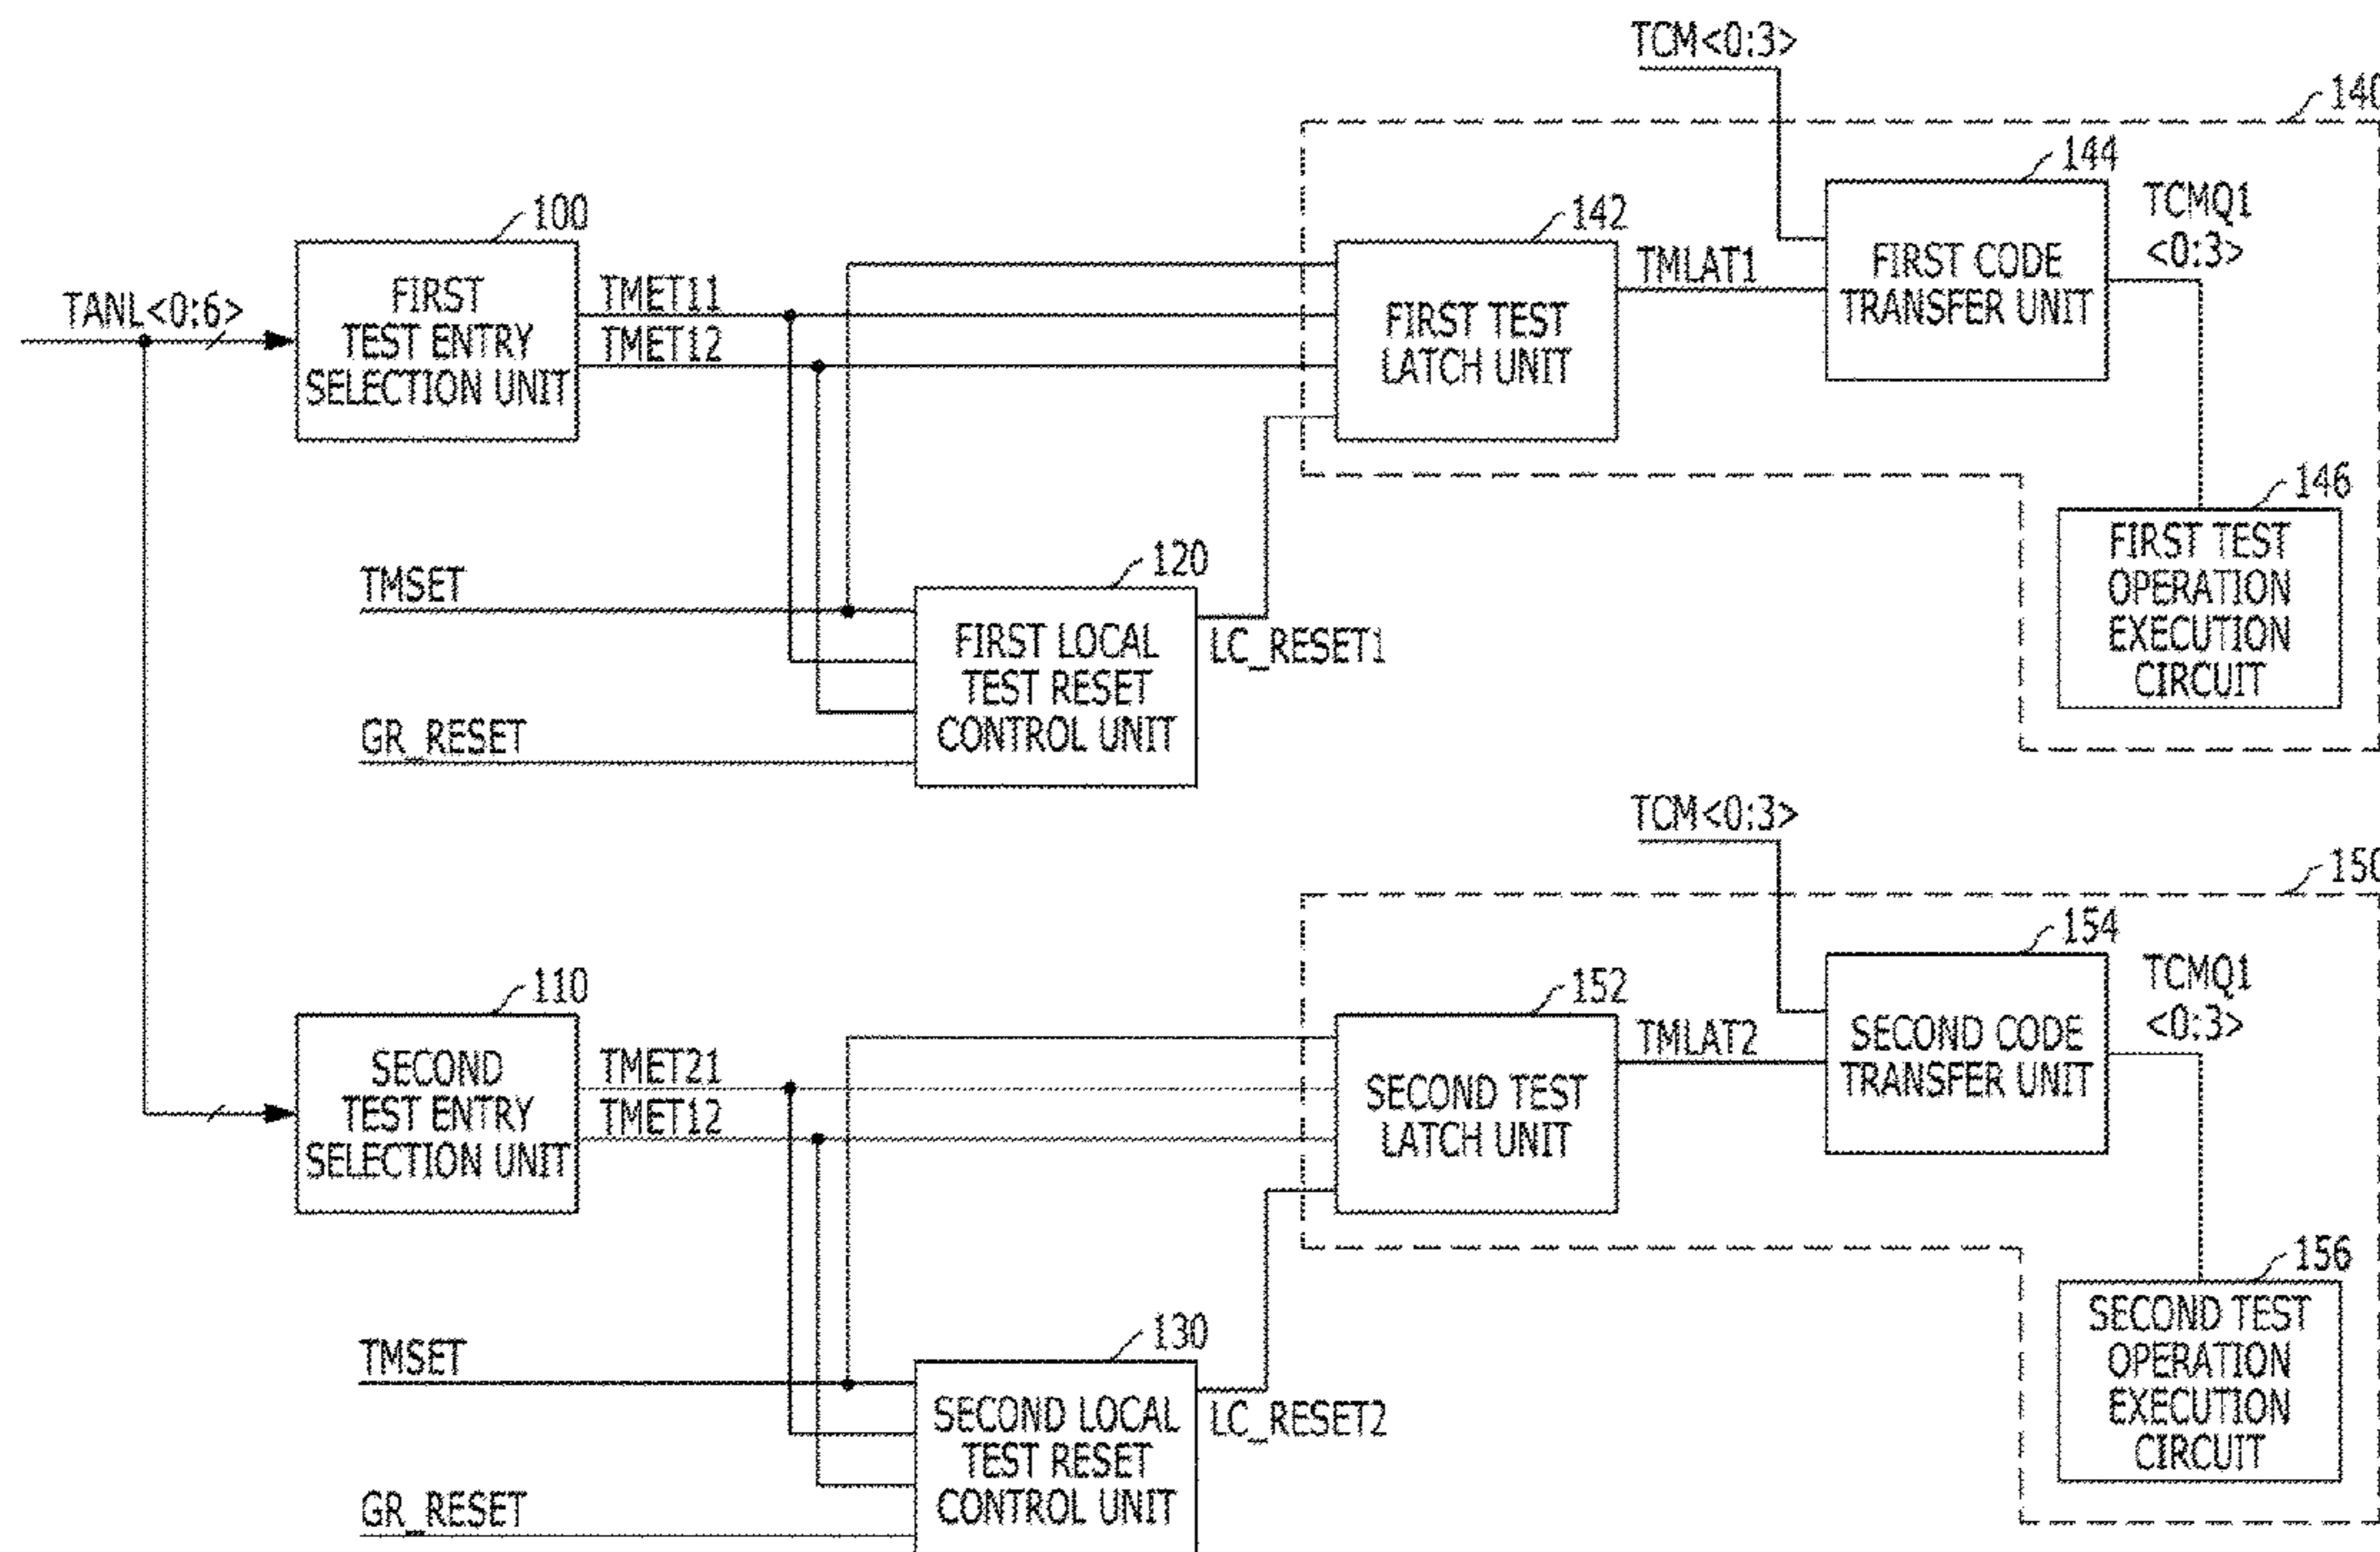 TCM<0:3>
140
144
TCMQ1
<0:3>
100
142
FIRST CODE
TRANSFER UNIT
TMLAT1
TANL<0:6>
FIRST
TEST ENTRY
SELECTION UNIT
TMET11
TMET12
FIRST TEST
LATCH UNIT
146
FIRST TEST
OPERATION
EXECUTION
CIRCUIT
120
TMSET
FIRST LOCAL
TEST RESET
CONTROL UNIT
LC_RESET1
GR_RESET
TCM<0:3>
150
154
TCMQ1
<0:3>
110
152
SECOND CODE
TRANSFER UNIT
TMLAT2
SECOND
TEST ENTRY
SELECTION UNIT
TMET21
TMET12
SECOND TEST
LATCH UNIT
156
SECOND TEST
OPERATION
EXECUTION
CIRCUIT
130
TMSET
SECOND LOCAL
TEST RESET
CONTROL UNIT
LC_RESET2
GR_RESET